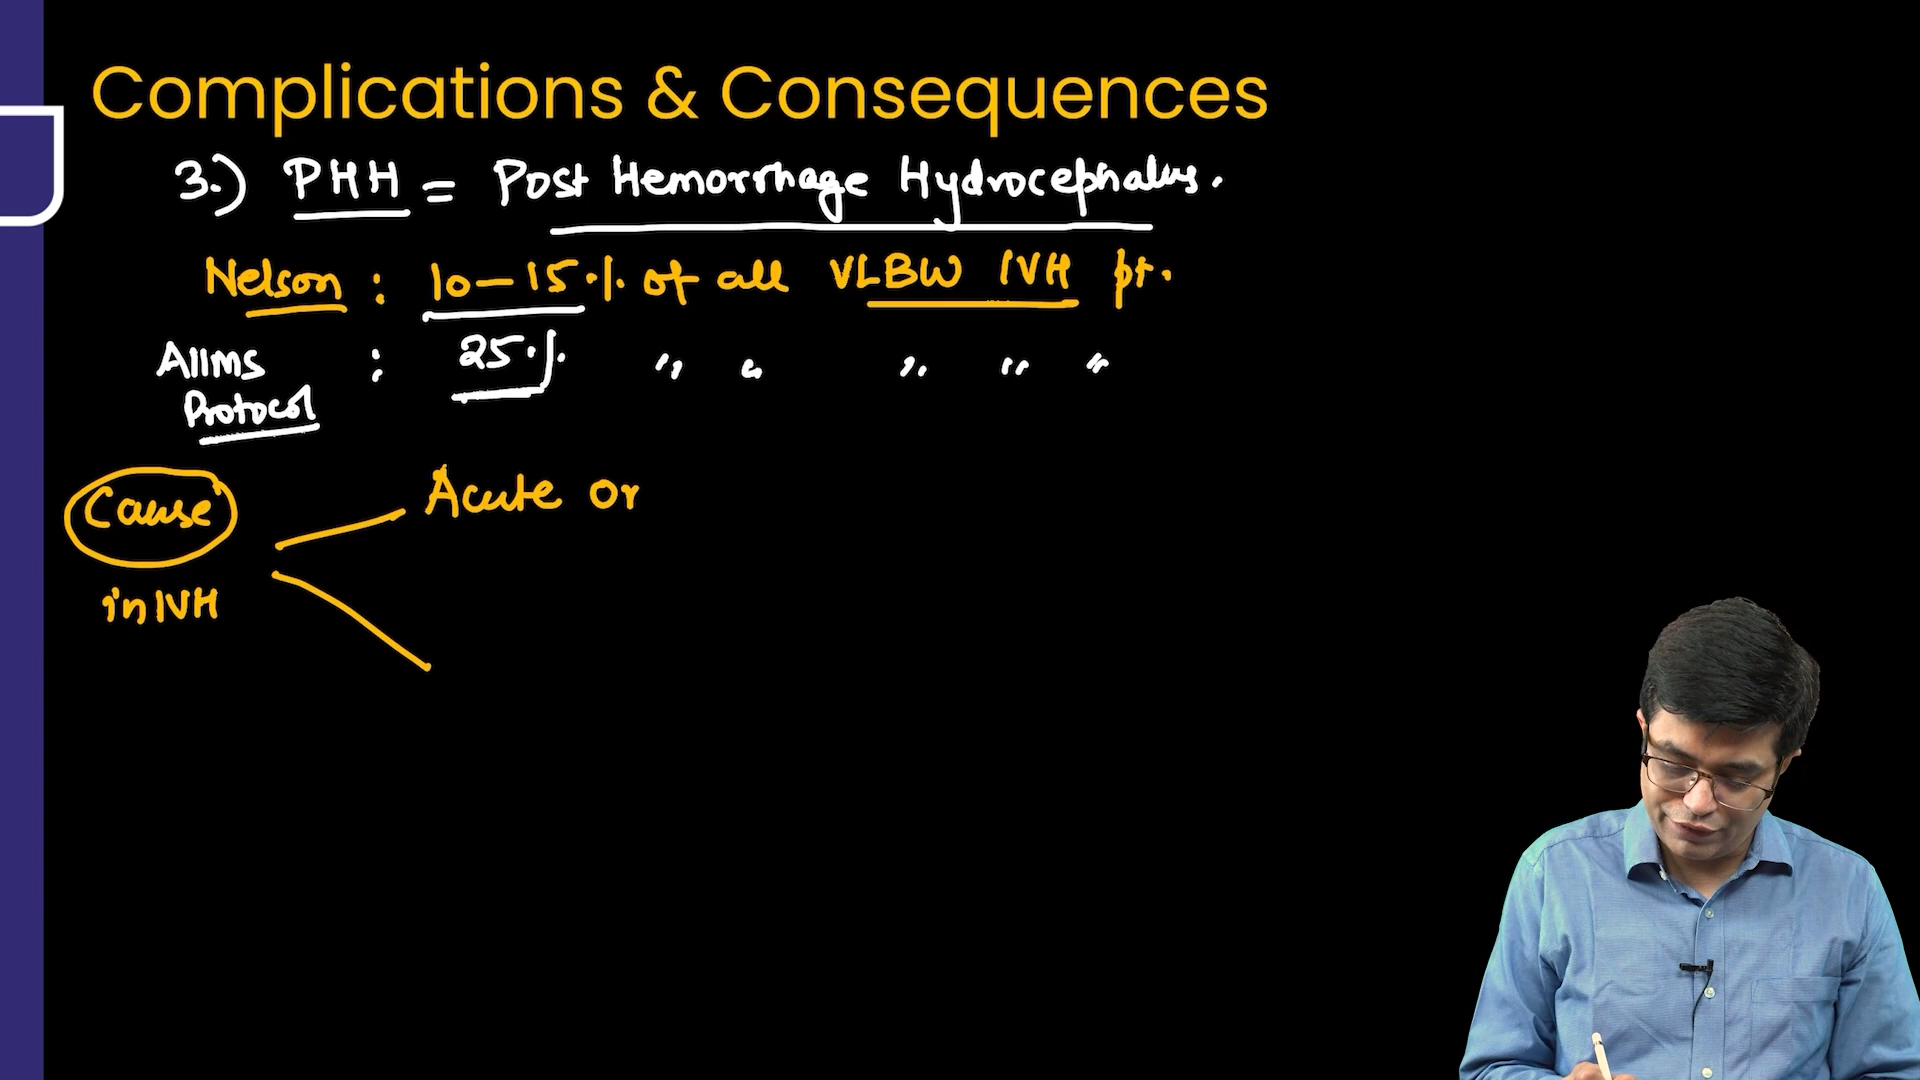 Complications & Consequences
3.) PHH = Post Hemorrhage Hydrocephalus.
Nelson : 10-15% of all VLBW IVH pt.
AIIMS : 25% " " " " "
Protocol
Cause
Acute or
in IVH